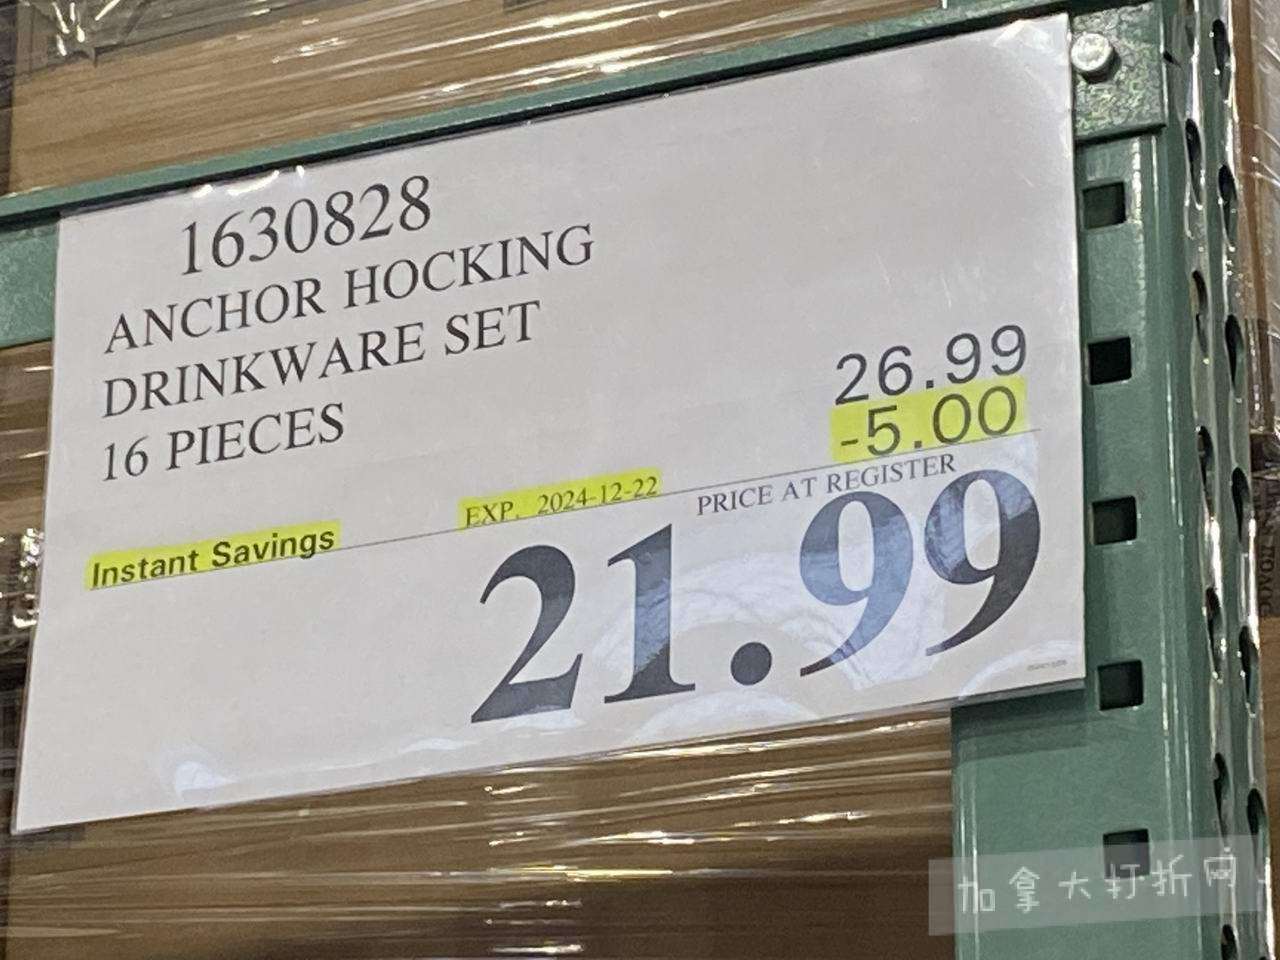 1630828
ANCHOR HOCKING
DRINKWARE SET
16 PIECES
26.99
-5.00
EXP. 2024-12-22
PRICE AT REGISTER
Instant Savings
21.99
加拿大打折网